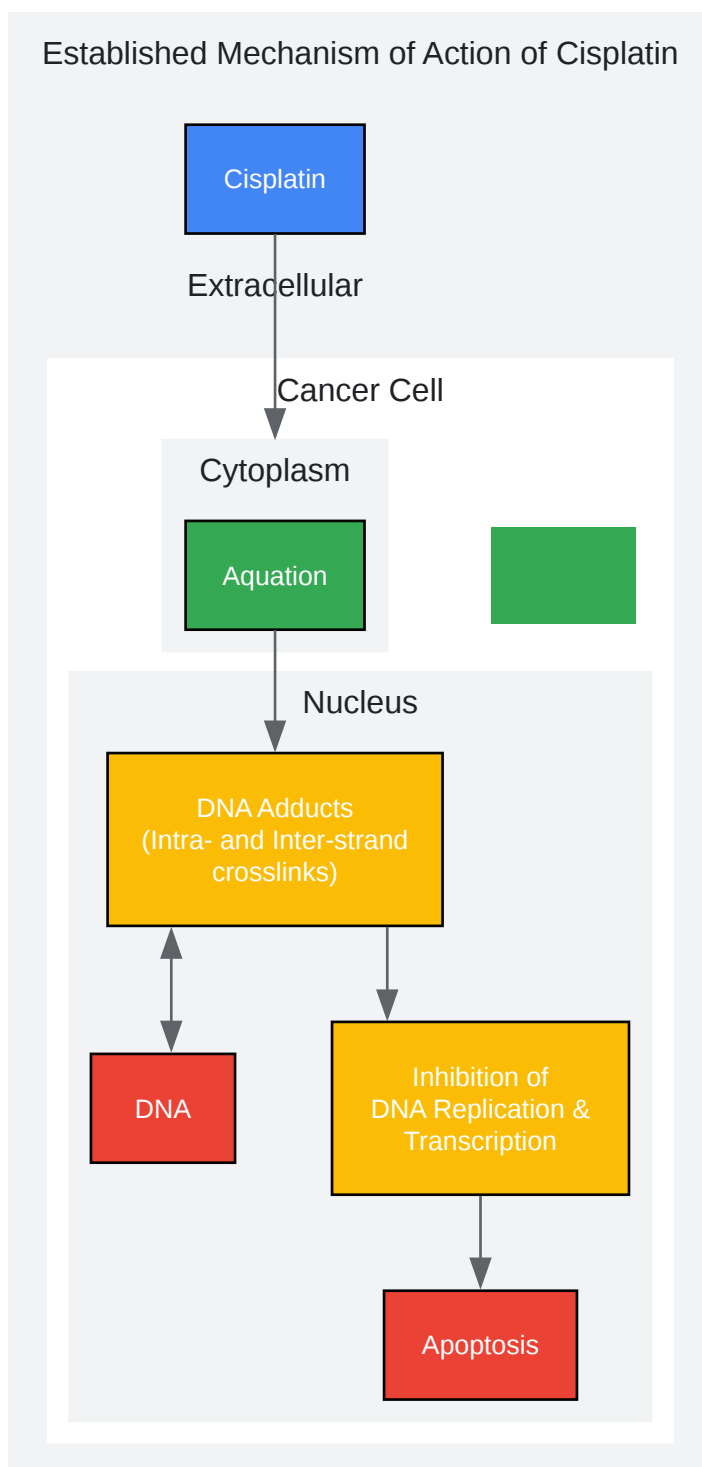 Established Mechanism of Action of Cisplatin
Cisplatin
Extracellular
Cancer Cell
Cytoplasm
Aquation
Nucleus
DNA Adducts
(Intra- and Inter-strand
crosslinks)
DNA
Inhibition of
DNA Replication &
Transcription
Apoptosis